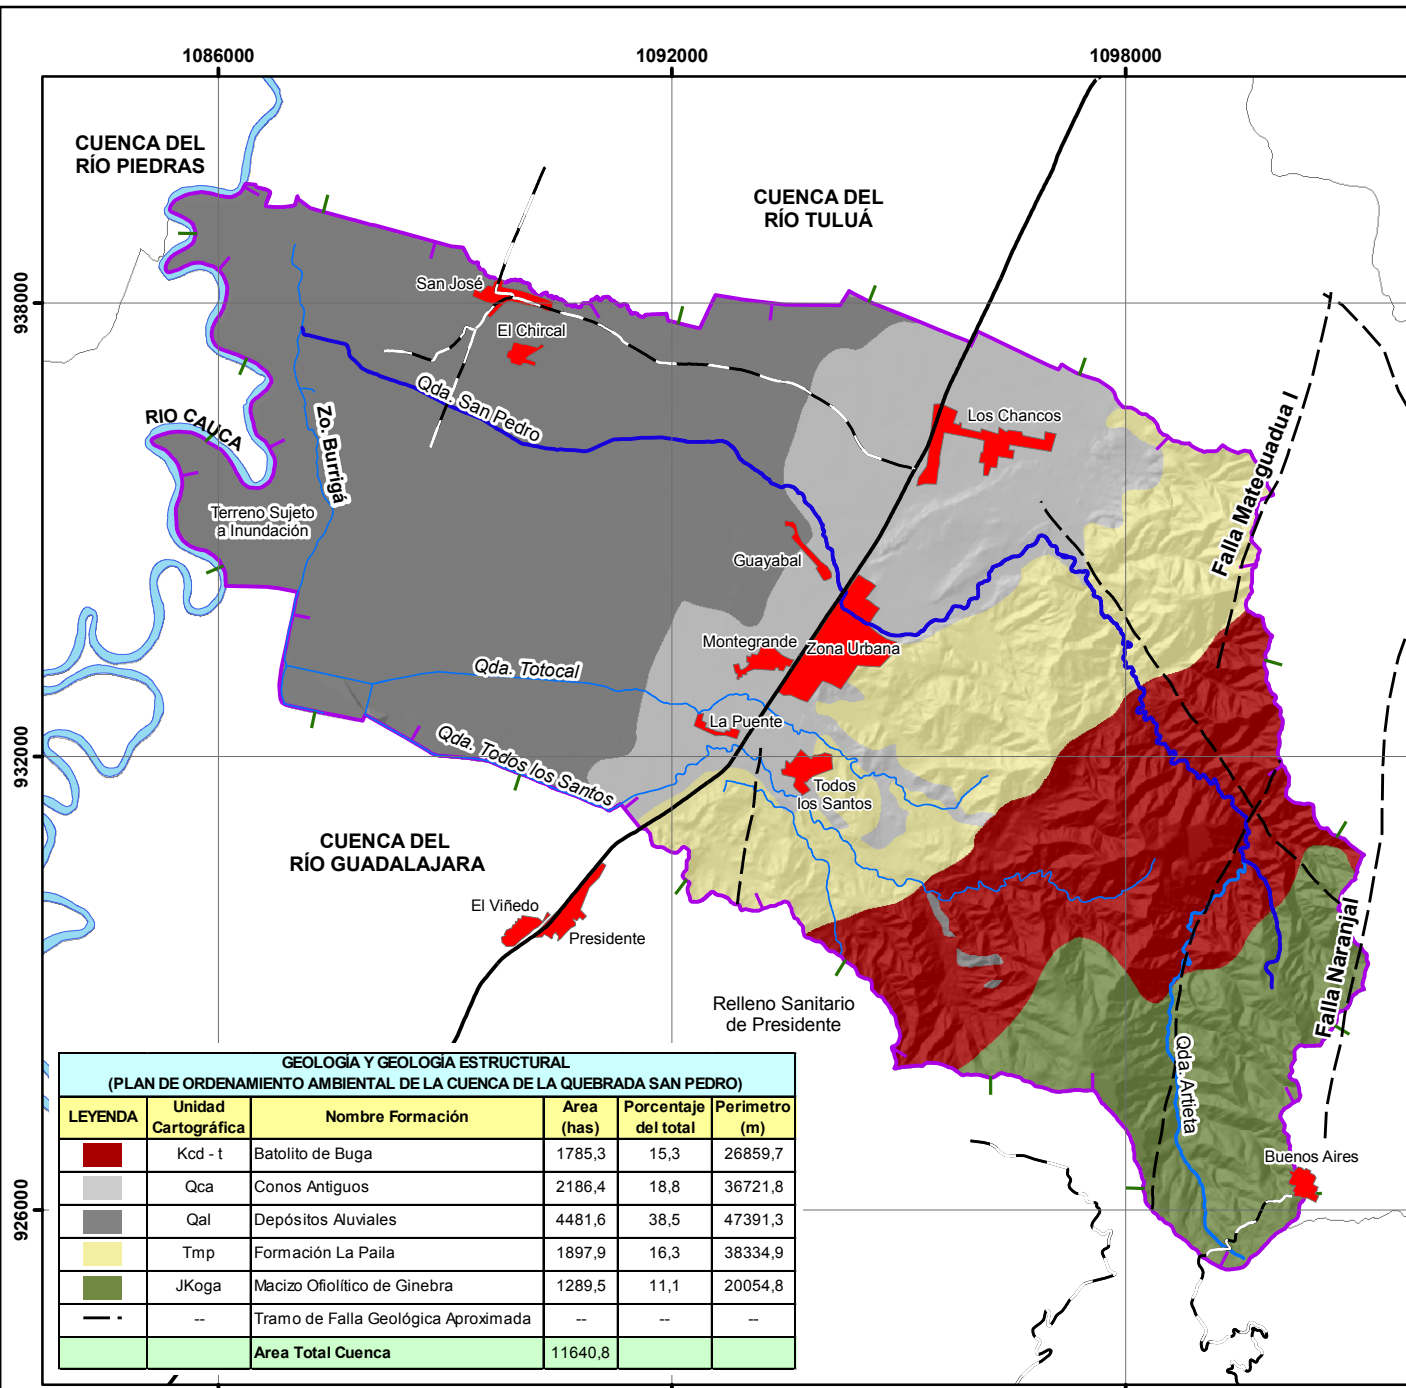 1086000
1092000
1098000
CUENCA DEL
RÍO PIEDRAS
CUENCA DEL
RÍO TULUÁ
938000
San José
El Chircal
Qda. San Pedro
RIO CAUCA
Zo. Burrigá
Los Chancos
Falla Mateguadua I
Terreno Sujeto
a Inundación
Guayabal
Montegrande
Zona Urbana
Qda. Totocal
La Puente
932000
Qda. Todos los Santos
Todos
los Santos
CUENCA DEL
RÍO GUADALAJARA
El Viñedo
Presidente
Relleno Sanitario
de Presidente
Falla Naranjal
Qda. Artieta
Buenos Aires
926000
GEOLOGÍA Y GEOLOGÍA ESTRUCTURAL
(PLAN DE ORDENAMIENTO AMBIENTAL DE LA CUENCA DE LA QUEBRADA SAN PEDRO)
LEYENDA Unidad Cartográfica Nombre Formación Area (has) Porcentaje del total Perimetro (m)
Kcd - t Batolito de Buga 1785,3 15,3 26859,7
Qca Conos Antiguos 2186,4 18,8 36721,8
Qal Depósitos Aluviales 4481,6 38,5 47391,3
Tmp Formación La Paila 1897,9 16,3 38334,9
JKoga Macizo Ofiolítico de Ginebra 1289,5 11,1 20054,8
-- Tramo de Falla Geológica Aproximada -- -- --
Area Total Cuenca 11640,8